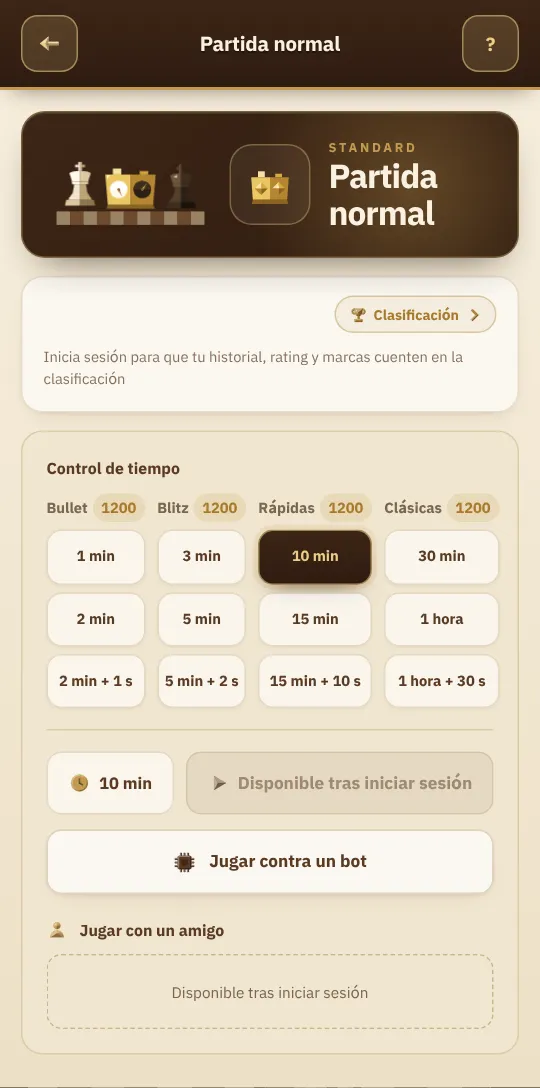 Partida normal
?
STANDARD
Partida
normal
Clasificación
Inicia sesión para que tu historial, rating y marcas cuenten en la
clasificación
Control de tiempo
Bullet 1200 Blitz 1200 Rápidas 1200 Clásicas 1200
1 min 3 min 10 min 30 min
2 min 5 min 15 min 1 hora
2 min + 1 s 5 min + 2 s 15 min + 10 s 1 hora + 30 s
10 min Disponible tras iniciar sesión
Jugar contra un bot
Jugar con un amigo
Disponible tras iniciar sesión